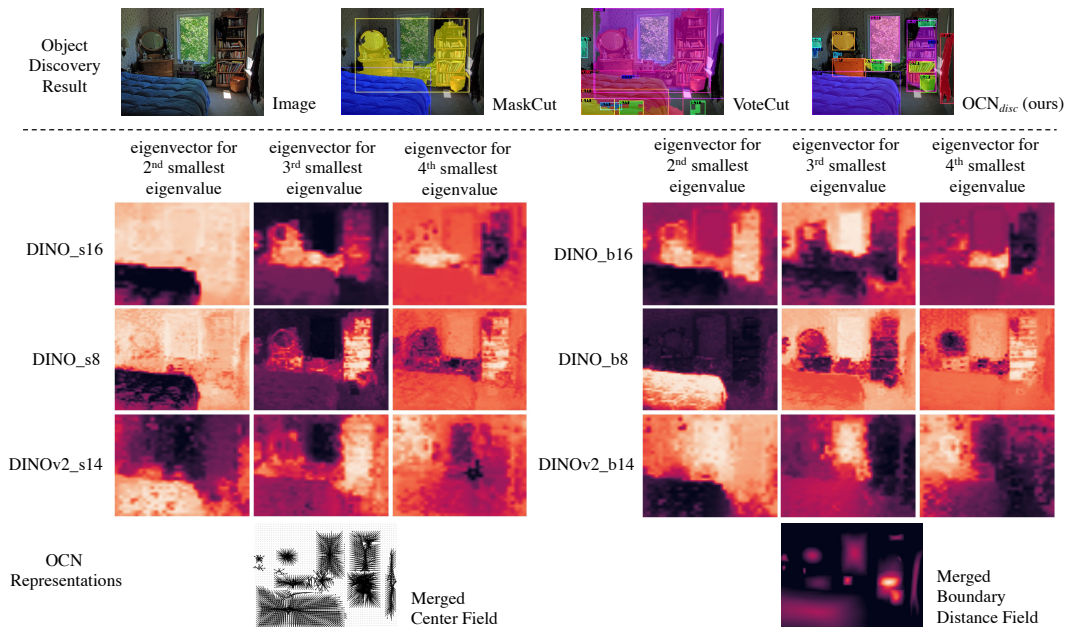 Object
Discovery
Result
Image
MaskCut
VoteCut
OCN_disc (ours)
eigenvector for
2nd smallest
eigenvalue
eigenvector for
3rd smallest
eigenvalue
eigenvector for
4th smallest
eigenvalue
eigenvector for
2nd smallest
eigenvalue
eigenvector for
3rd smallest
eigenvalue
eigenvector for
4th smallest
eigenvalue
DINO_s16
DINO_b16
DINO_s8
DINO_b8
DINOv2_s14
DINOv2_b14
OCN
Representations
Merged
Center Field
Merged
Boundary
Distance Field